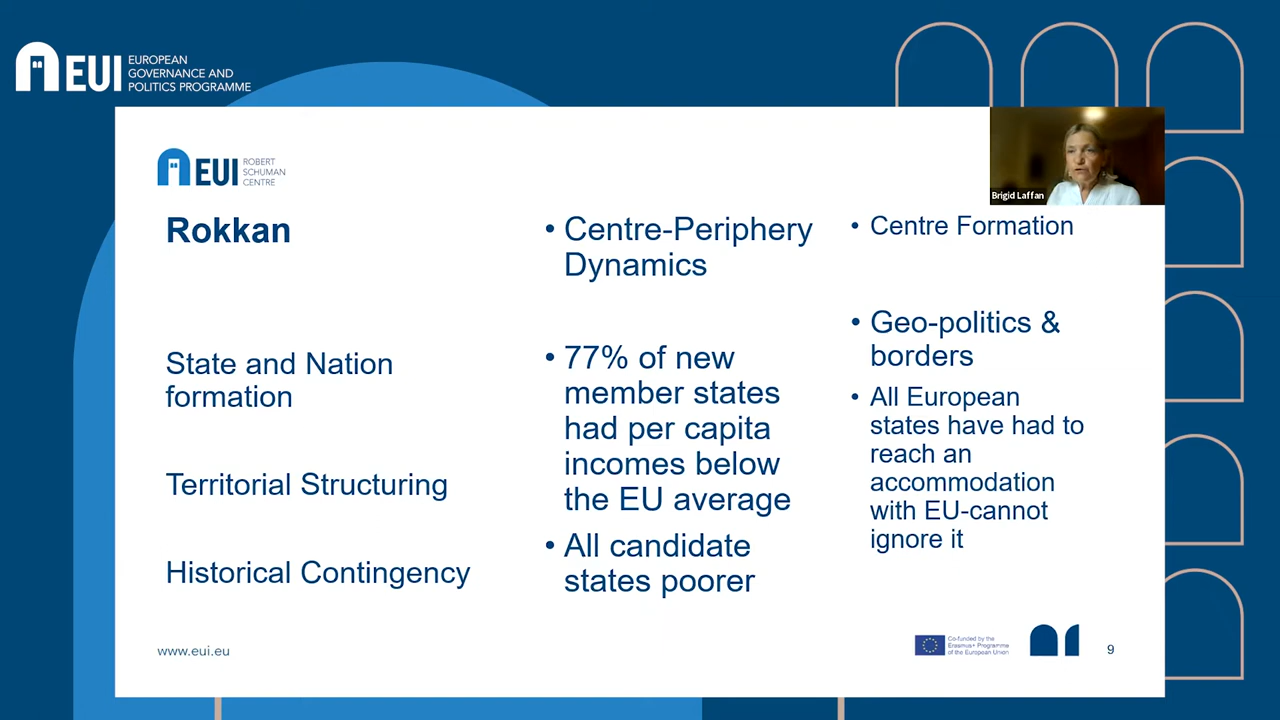 EUI
EUROPEAN
GOVERNANCE AND
POLITICS PROGRAMME
EUI
ROBERT
SCHUMAN
CENTRE
Brigid Laffan
Rokkan
State and Nation
formation
Territorial Structuring
Historical Contingency
• Centre-Periphery
Dynamics
• 77% of new
member states
had per capita
incomes below
the EU average
• All candidate
states poorer
• Centre Formation
• Geo-politics &
borders
• All European
states have had to
reach an
accommodation
with EU-cannot
ignore it
www.eui.eu
Co-funded by the
Erasmus+ Programme
of the European Union
9